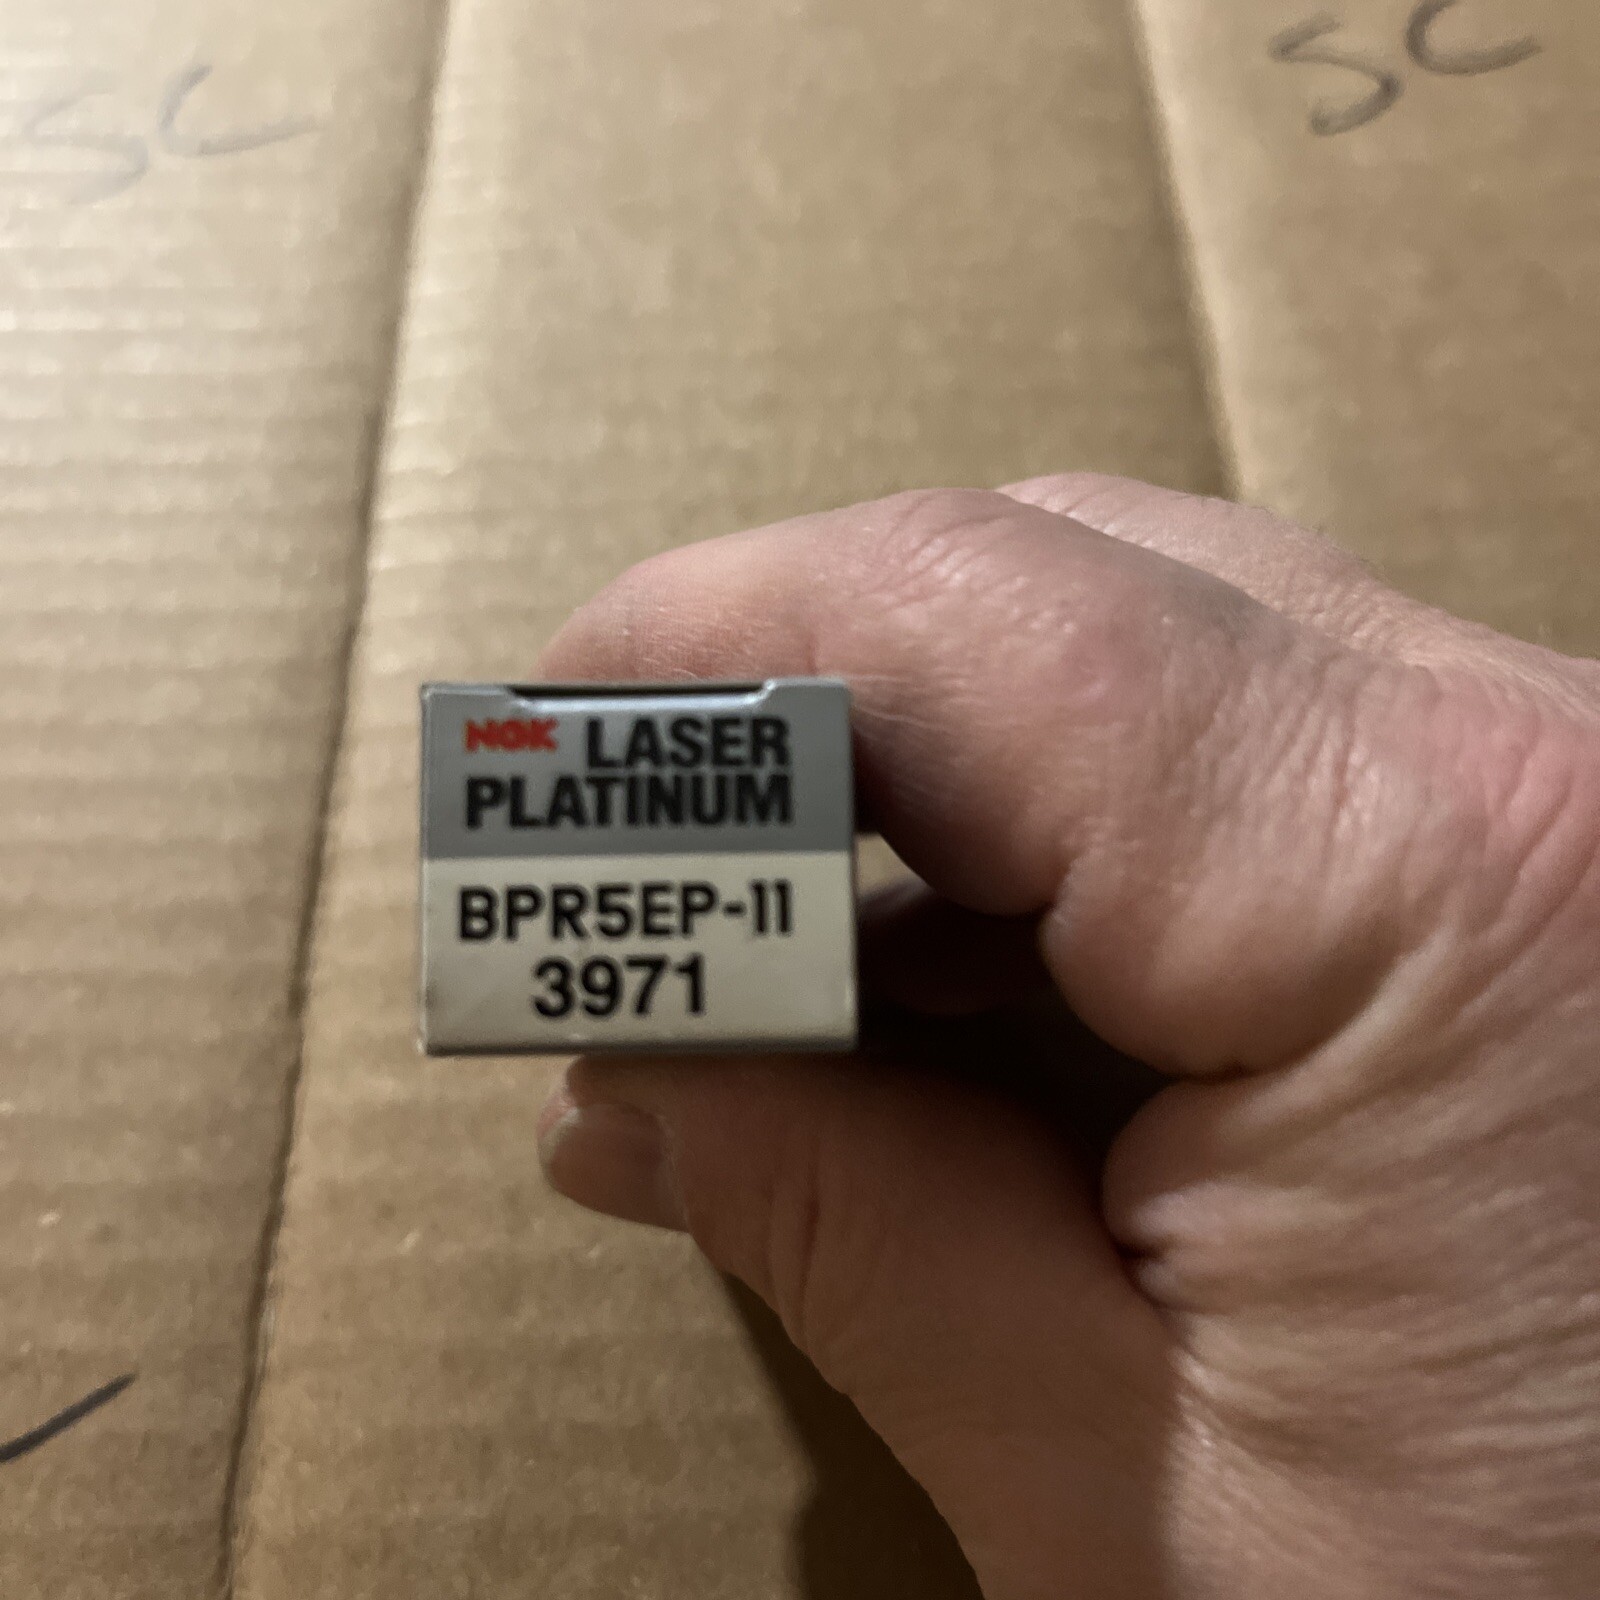 SC
SC
NGK LASER
PLATINUM
BPR5EP-11
3971